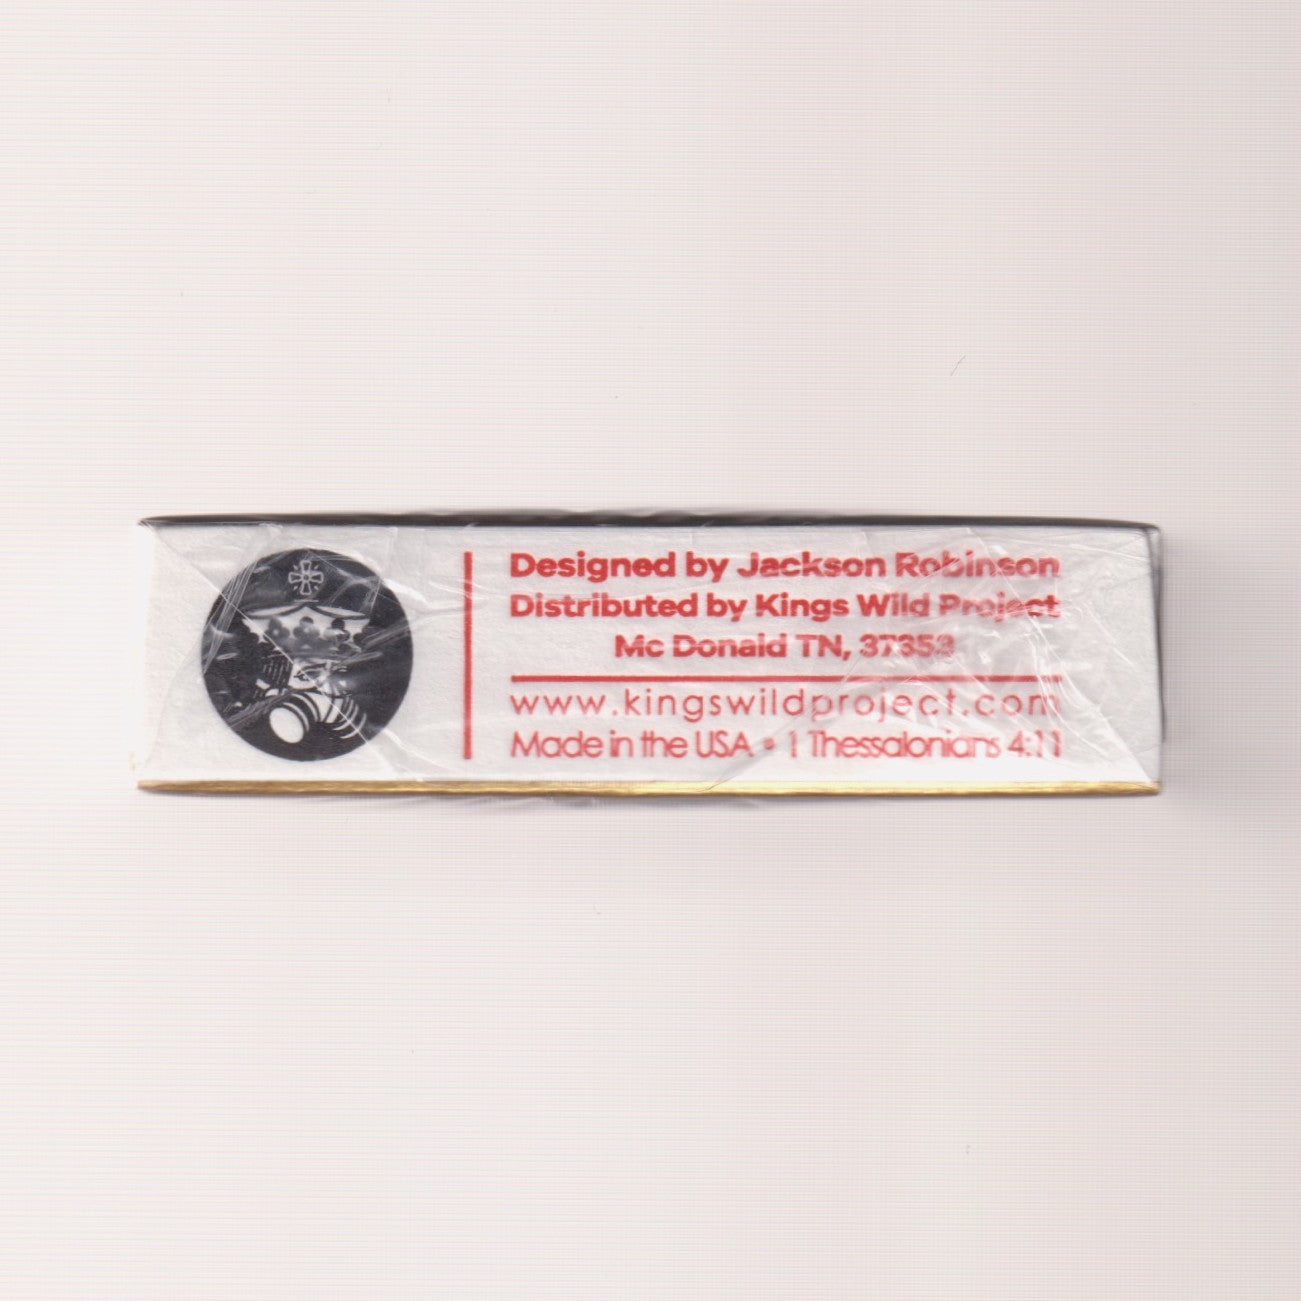 Designed by Jackson Robinson
Distributed by Kings Wild Project
Mc Donald TN, 37353
www.kingswildproject.com
Made in the USA • 1 Thessalonians 4:11